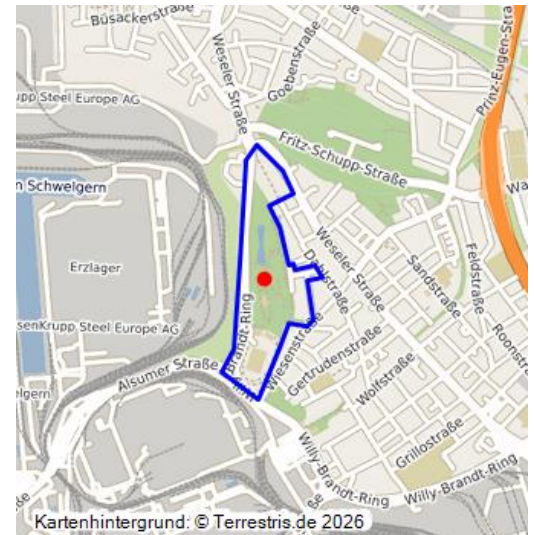 Büsackerstraße
Prinz-Eugen-Stra
Goebenstraße
Weseler Straße
upp Steel Europe AG
Fritz-Schupp-Straße
Wa
n Schwelgern
Weseler Straße
Dahlstraße
Sandstraße
Feldstraße
Erzlager
Roonstr
senKrupp Steel Europe AG
Brandt-Ring
Wiesenstraße
Gertrudenstraße
Alsumer Straße
Wolfstraße
elgern
Willy-Brandt-Ring
Grillostraße
Willy-Brandt-Ring
Kartenhintergrund: © Terrestris.de 2026